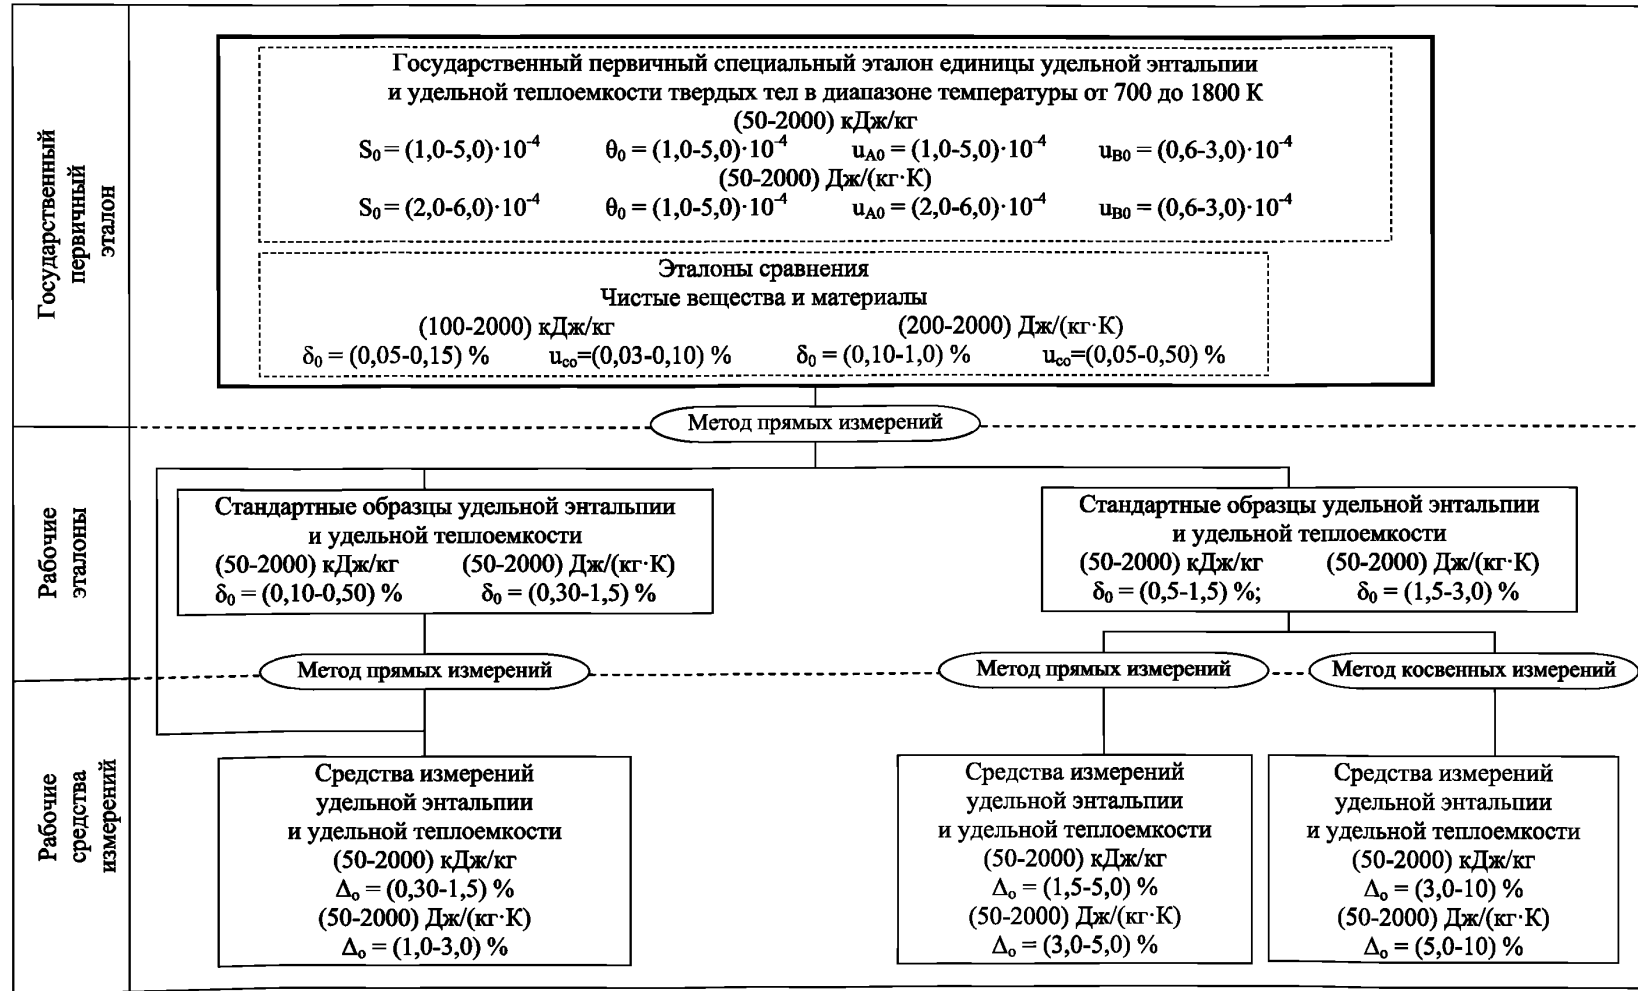 Государственный
первичный
эталон
Государственный первичный специальный эталон единицы удельной энтальпии
и удельной теплоемкости твердых тел в диапазоне температуры от 700 до 1800 К
(50-2000) кДж/кг
S₀ = (1,0-5,0)·10⁻⁴ θ₀ = (1,0-5,0)·10⁻⁴ u_A0 = (1,0-5,0)·10⁻⁴ u_B0 = (0,6-3,0)·10⁻⁴
(50-2000) Дж/(кг·К)
S₀ = (2,0-6,0)·10⁻⁴ θ₀ = (1,0-5,0)·10⁻⁴ u_A0 = (2,0-6,0)·10⁻⁴ u_B0 = (0,6-3,0)·10⁻⁴
Эталоны сравнения
Чистые вещества и материалы
(100-2000) кДж/кг (200-2000) Дж/(кг·К)
δ₀ = (0,05-0,15) % u_co=(0,03-0,10) % δ₀ = (0,10-1,0) % u_co=(0,05-0,50) %
Метод прямых измерений
Рабочие
эталоны
Стандартные образцы удельной энтальпии
и удельной теплоемкости
(50-2000) кДж/кг (50-2000) Дж/(кг·К)
δ₀ = (0,10-0,50) % δ₀ = (0,30-1,5) %
Стандартные образцы удельной энтальпии
и удельной теплоемкости
(50-2000) кДж/кг (50-2000) Дж/(кг·К)
δ₀ = (0,5-1,5) %; δ₀ = (1,5-3,0) %
Метод прямых измерений
Метод прямых измерений
Метод косвенных измерений
Рабочие
средства
измерений
Средства измерений
удельной энтальпии
и удельной теплоемкости
(50-2000) кДж/кг
Δₒ = (0,30-1,5) %
(50-2000) Дж/(кг·К)
Δₒ = (1,0-3,0) %
Средства измерений
удельной энтальпии
и удельной теплоемкости
(50-2000) кДж/кг
Δₒ = (1,5-5,0) %
(50-2000) Дж/(кг·К)
Δₒ = (3,0-5,0) %
Средства измерений
удельной энтальпии
и удельной теплоемкости
(50-2000) кДж/кг
Δₒ = (3,0-10) %
(50-2000) Дж/(кг·К)
Δₒ = (5,0-10) %